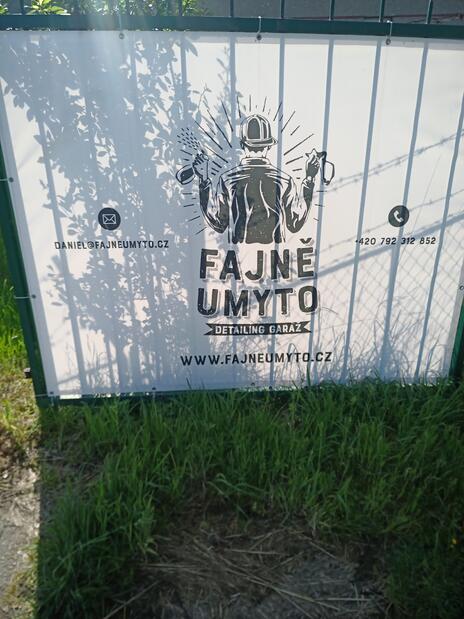 FAJNĚ
UMYTO
DETAILING GARÁŽ
WWW.FAJNEUMYTO.CZ
DANIEL@FAJNEUMYTO.CZ
+420 792 312 852